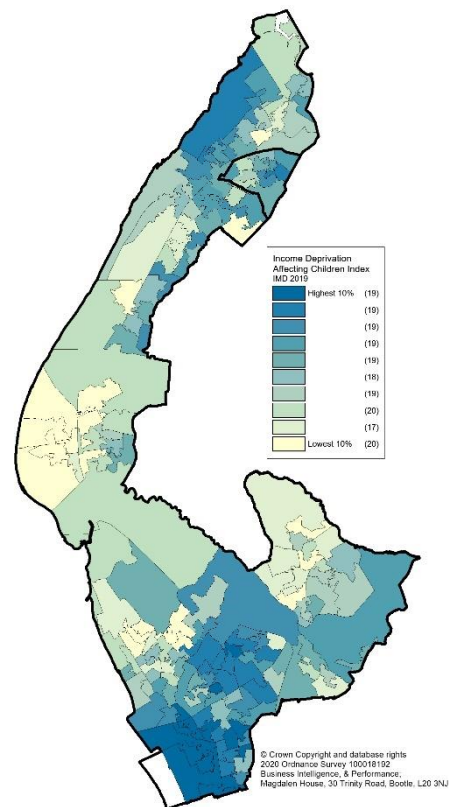 Income Deprivation
Affecting Children Index
IMD 2019
Highest 10% (19)
(19)
(19)
(19)
(19)
(18)
(19)
(20)
(17)
Lowest 10% (20)
© Crown Copyright and database rights
2020 Ordnance Survey 100018192
Business Intelligence, & Performance,
Magdalen House, 30 Trinity Road, Bootle, L20 3NJ